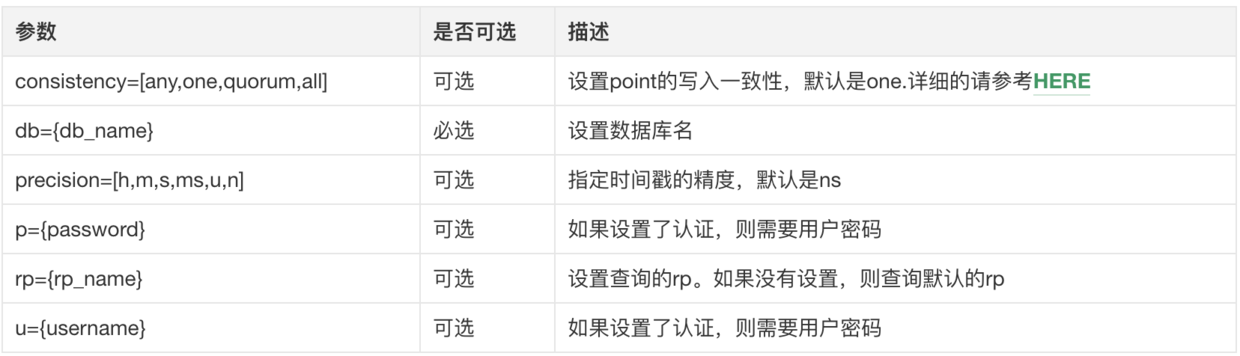 参数 是否可选 描述
consistency=[any,one,quorum,all] 可选 设置point的写入一致性，默认是one.详细的请参考HERE
db={db_name} 必选 设置数据库名
precision=[h,m,s,ms,u,n] 可选 指定时间戳的精度，默认是ns
p={password} 可选 如果设置了认证，则需要用户密码
rp={rp_name} 可选 设置查询的rp。如果没有设置，则查询默认的rp
u={username} 可选 如果设置了认证，则需要用户密码